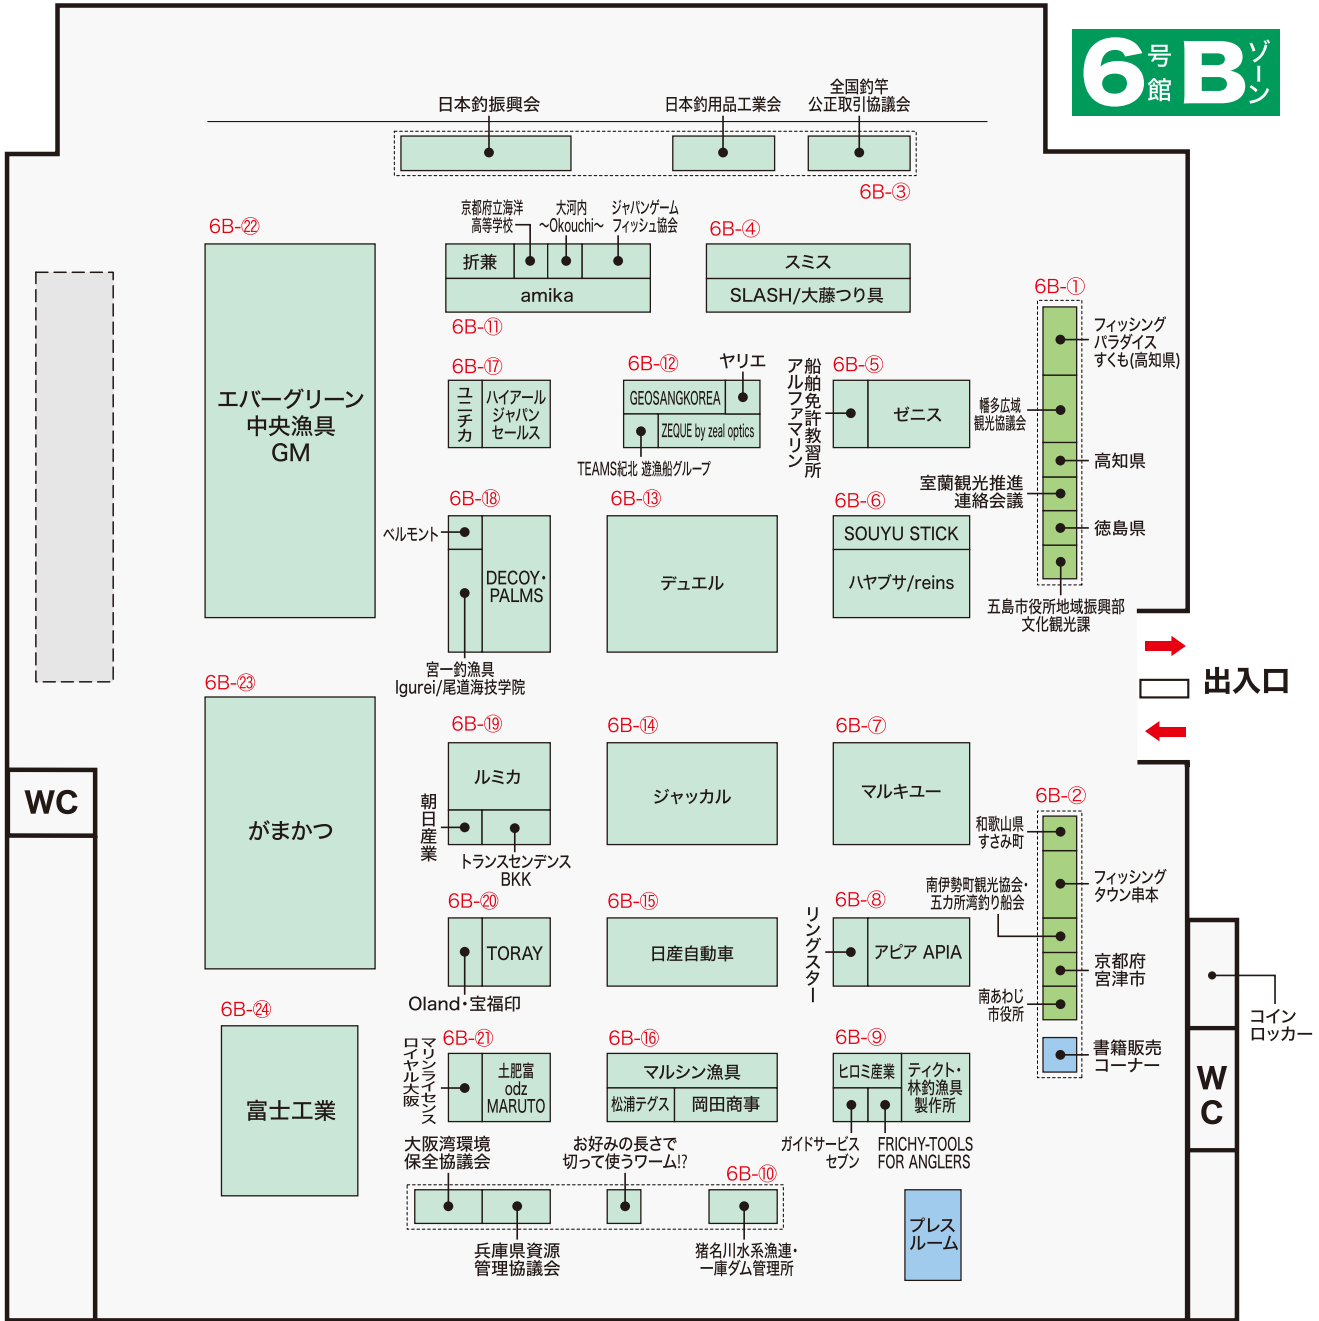 6号館Bゾーン
日本釣振興会
日本釣用品工業会
全国釣竿
公正取引協議会
6B-③
6B-㉒
エバーグリーン
中央漁具
GM
京都府立海洋
高等学校
大河内
～Okouchi～
ジャパンゲーム
フィッシュ協会
折兼
amika
6B-⑪
6B-④
スミス
SLASH/大藤つり具
6B-①
フィッシング
パラダイス
すくも(高知県)
幡多広域
観光協議会
高知県
室蘭観光推進
連絡会議
徳島県
五島市役所地域振興部
文化観光課
6B-⑰
ユニチカ
ハイアール
ジャパン
セールス
6B-⑫
ヤリエ
GEOSANGKOREA
ZEQUE by zeal optics
TEAMS紀北 遊漁船グループ
船舶免許教習所
アルファマリン
6B-⑤
ゼニス
6B-⑱
ベルモント
DECOY・
PALMS
宮一釣漁具
Igurei/尾道海技学院
6B-⑬
デュエル
6B-⑥
SOUYU STICK
ハヤブサ/reins
出入口
6B-㉓
がまかつ
WC
6B-⑲
ルミカ
朝日産業
トランスセンデンス
BKK
6B-⑭
ジャッカル
6B-⑦
マルキユー
6B-②
和歌山県
すさみ町
フィッシング
タウン串本
南伊勢町観光協会・
五カ所湾釣り船会
京都府
宮津市
南あわじ
市役所
書籍販売
コーナー
6B-⑳
TORAY
Oland・宝福印
6B-⑮
日産自動車
リングスター
6B-⑧
アピア APIA
コイン
ロッカー
WC
6B-㉔
富士工業
マリンライセンス
ロイヤル大阪
6B-㉑
土肥富
odz
MARUTO
6B-⑯
マルシン漁具
松浦テグス
岡田商事
6B-⑨
ヒロミ産業
ティクト・
林釣漁具
製作所
ガイドサービス
セブン
FRICHY-TOOLS
FOR ANGLERS
大阪湾環境
保全協議会
お好みの長さで
切って使うワーム!?
6B-⑩
兵庫県資源
管理協議会
猪名川水系漁連・
一庫ダム管理所
プレス
ルーム